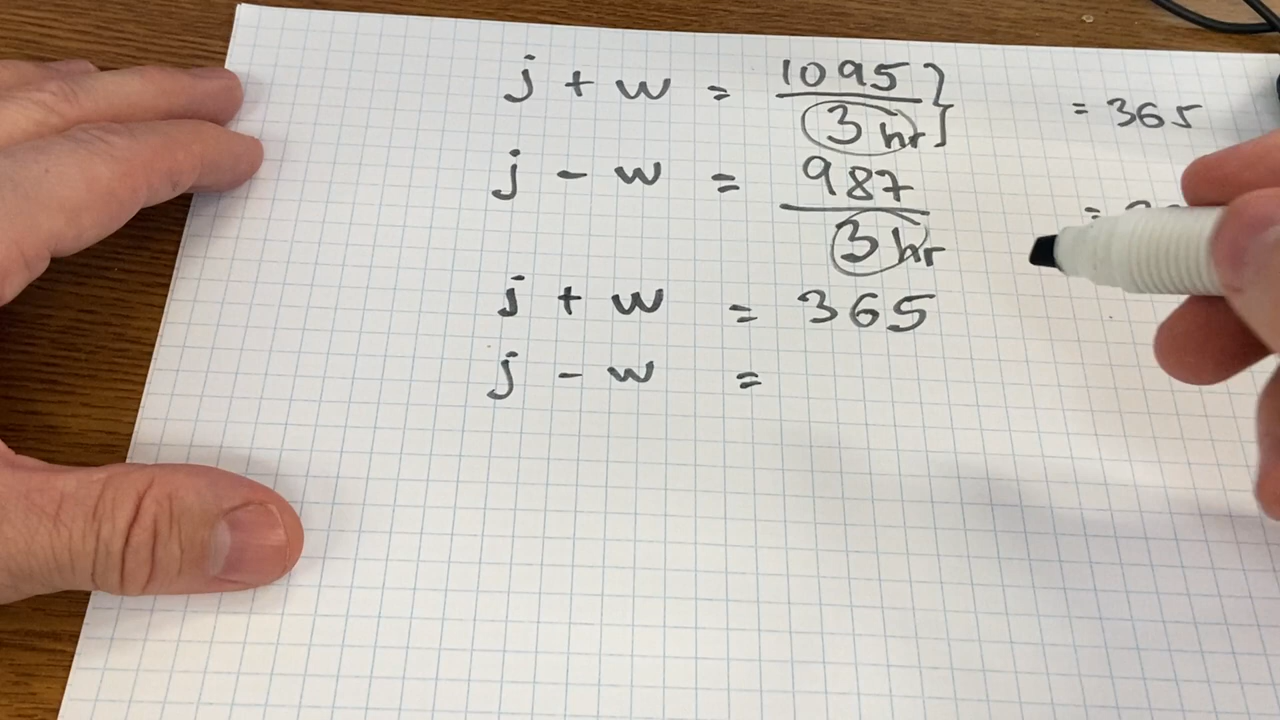 j + w = 1095 / 3 hr } = 365
j - w = 987 / 3 hr =
j + w = 365
j - w =